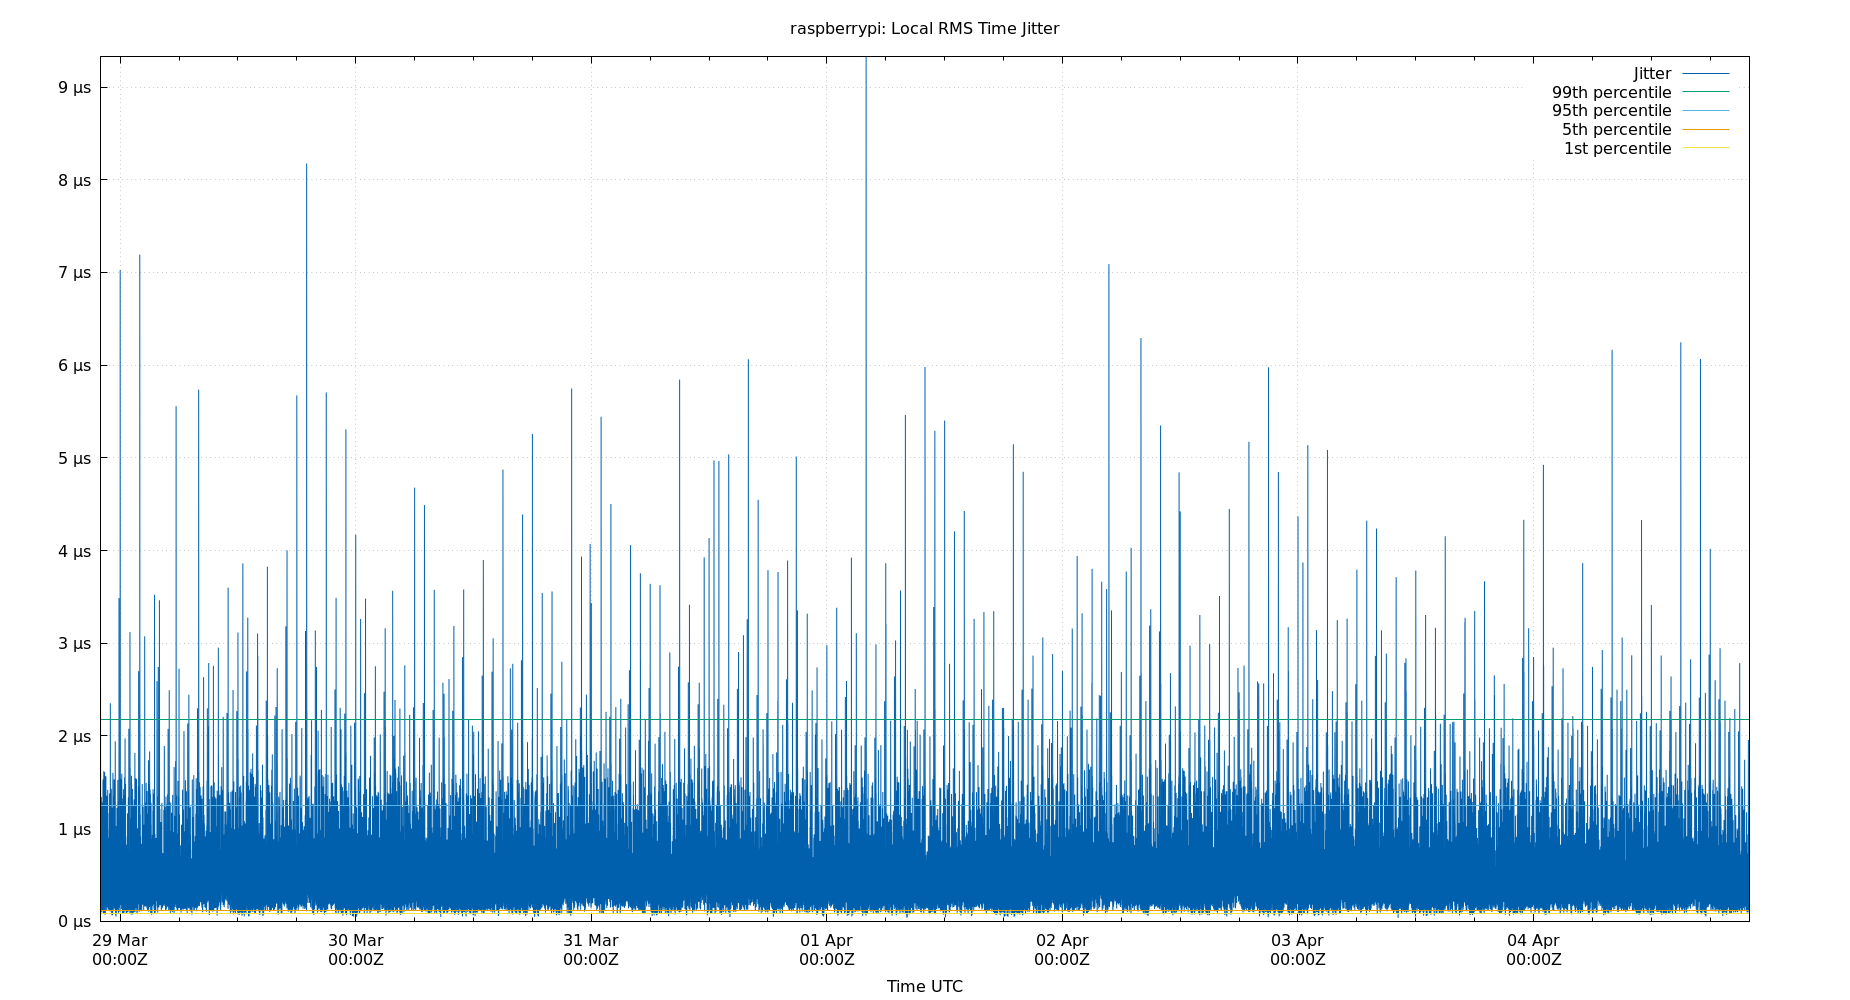 raspberrypi: Local RMS Time Jitter
Jitter
99th percentile
95th percentile
5th percentile
1st percentile
9 µs
8 µs
7 µs
6 µs
5 µs
4 µs
3 µs
2 µs
1 µs
0 µs
29 Mar 30 Mar 31 Mar 01 Apr 02 Apr 03 Apr 04 Apr
00:00Z 00:00Z 00:00Z 00:00Z 00:00Z 00:00Z 00:00Z
Time UTC